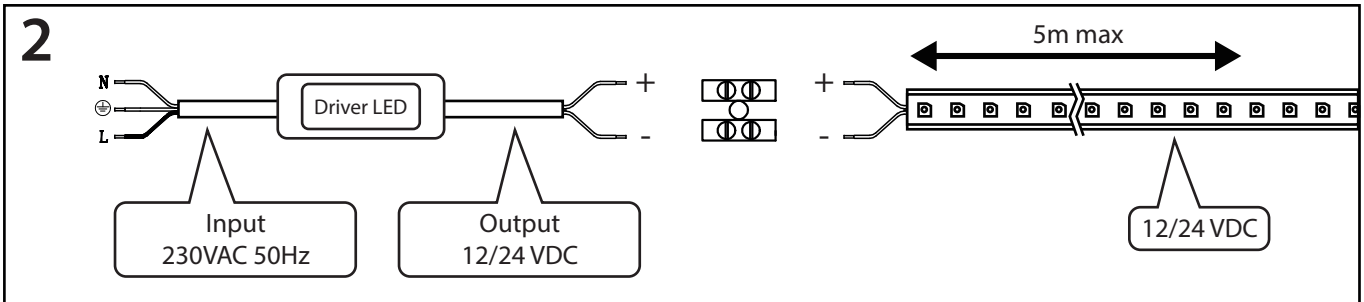 2
5m max
N
L
Driver LED
+
-
+
-
Input
230VAC 50Hz
Output
12/24 VDC
12/24 VDC